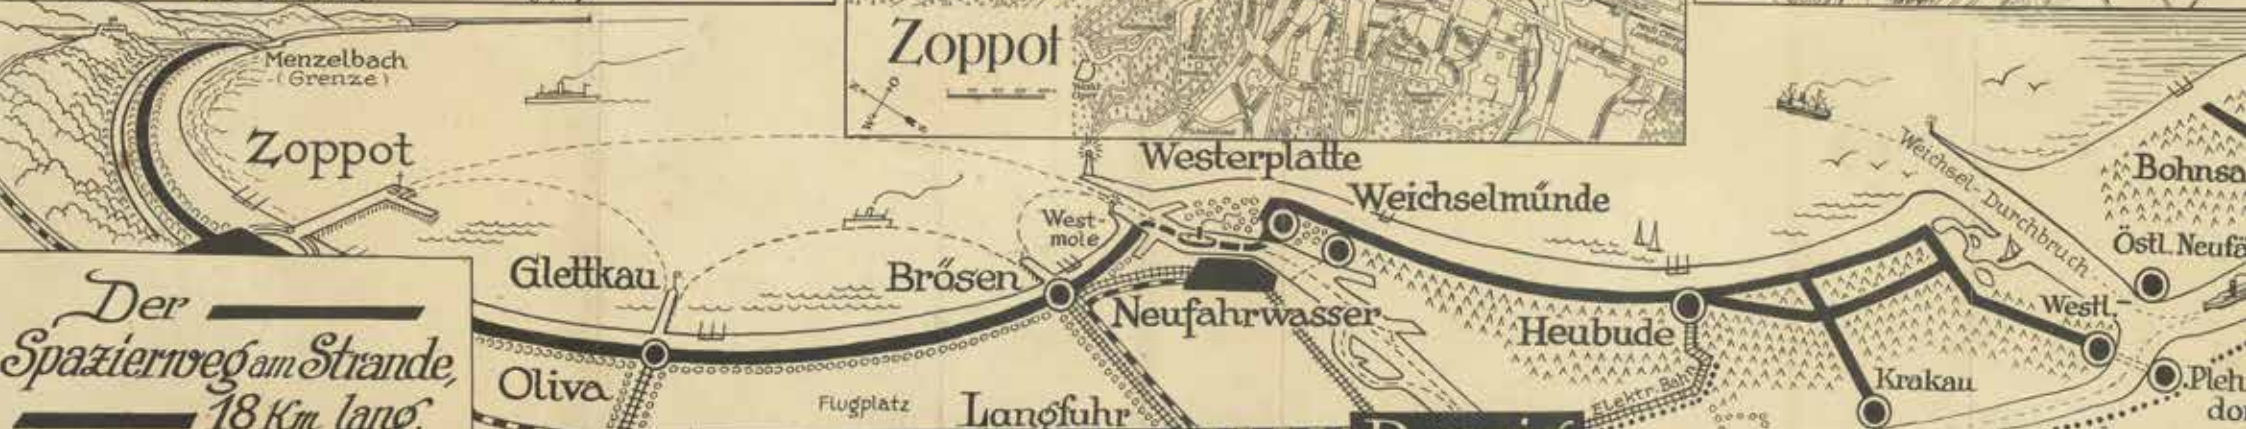 Menzelbach
(Grenze)
Zoppot
Zoppot
Westerplatte
Weichselmünde
Weichsel-Durchbruch
Bohnsa
Östl. Neufä
West-
mole
Glettkau
Brösen
Neufahrwasser
Heubude
Westl.-
Der
Spazierweg am Strande,
18 Km lang.
Oliva
Flugplatz
Langfuhr
Elektr. Bahn
Krakau
Pleh
do